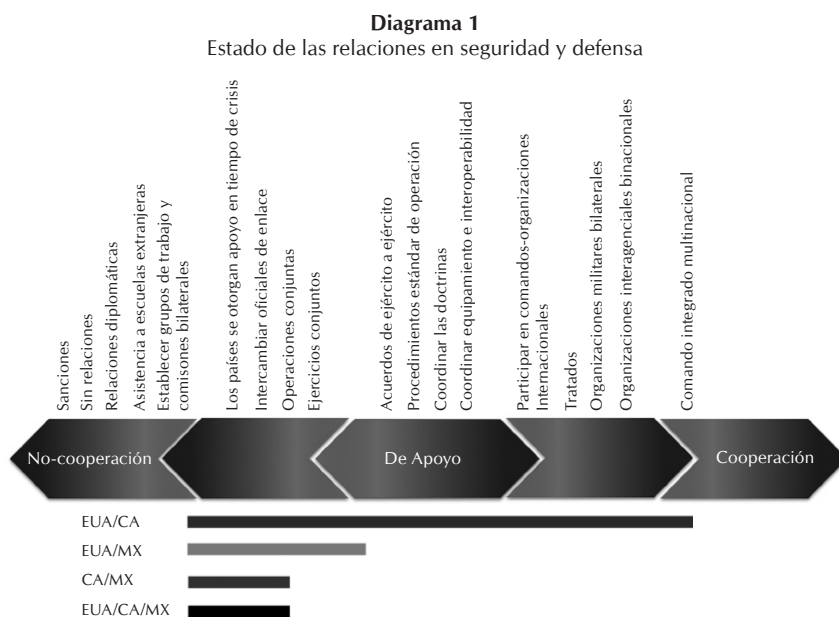 Diagrama 1
Estado de las relaciones en seguridad y defensa
Sanciones
Sin relaciones
Relaciones diplomáticas
Asistencia a escuelas extranjeras
Establecer grupos de trabajo y
comisones bilaterales
Los países se otorgan apoyo en tiempo de crisis
Intercambiar oficiales de enlace
Operaciones conjuntas
Ejercicios conjuntos
Acuerdos de ejército a ejército
Procedimientos estándar de operación
Coordinar las doctrinas
Coordinar equipamiento e interoperabilidad
Participar en comandos-organizaciones
Internacionales
Tratados
Organizaciones militares bilaterales
Organizaciones interagenciales binacionales
Comando integrado multinacional
No-cooperación
De Apoyo
Cooperación
EUA/CA
EUA/MX
CA/MX
EUA/CA/MX